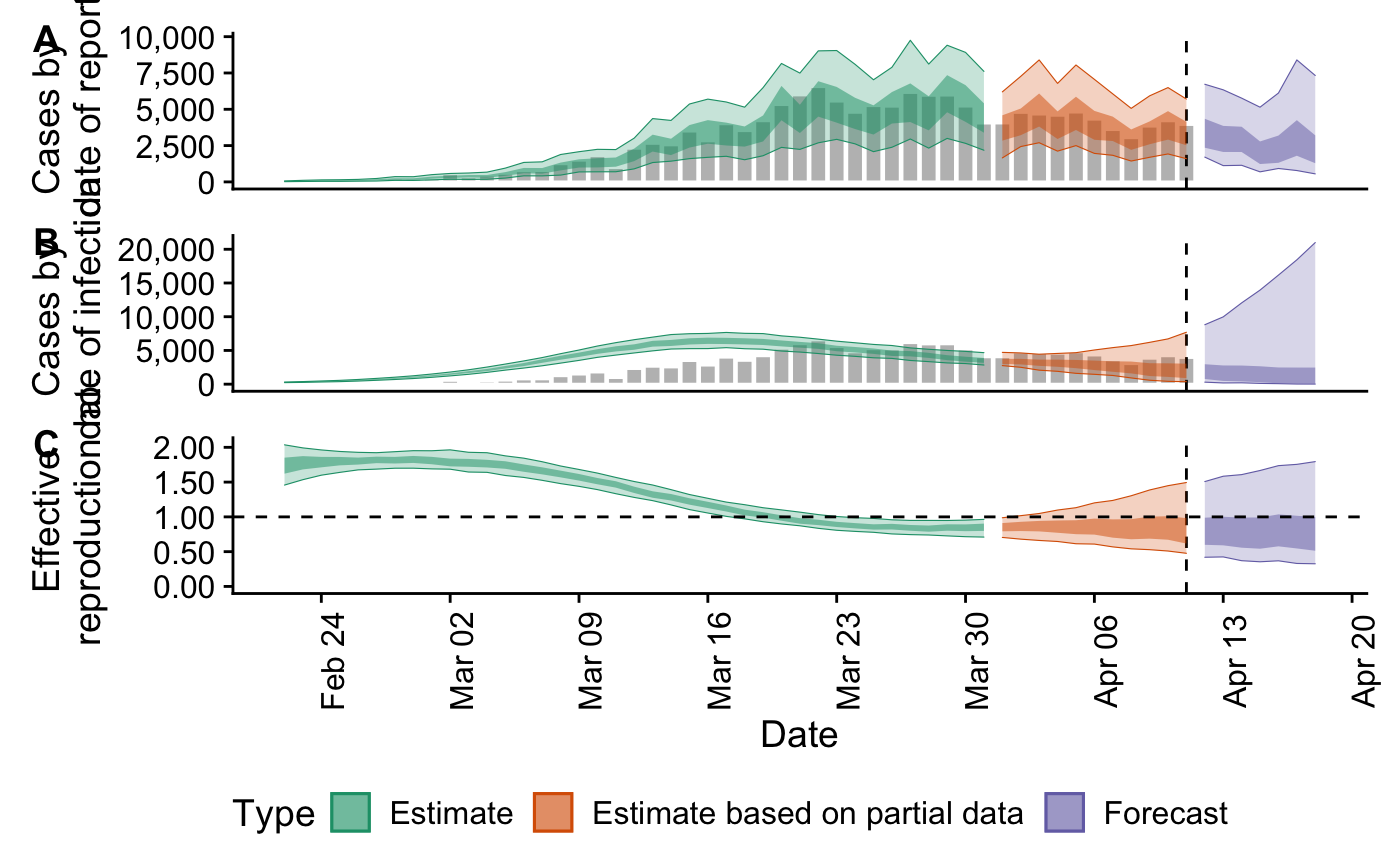 A
Cases by
date of report
10,000
7,500
5,000
2,500
0
B
Cases by
date of infection
20,000
15,000
10,000
5,000
0
C
Effective
reproduction no.
2.00
1.50
1.00
0.50
0.00
Feb 24
Mar 02
Mar 09
Mar 16
Mar 23
Mar 30
Apr 06
Apr 13
Apr 20
Date
Type
Estimate
Estimate based on partial data
Forecast